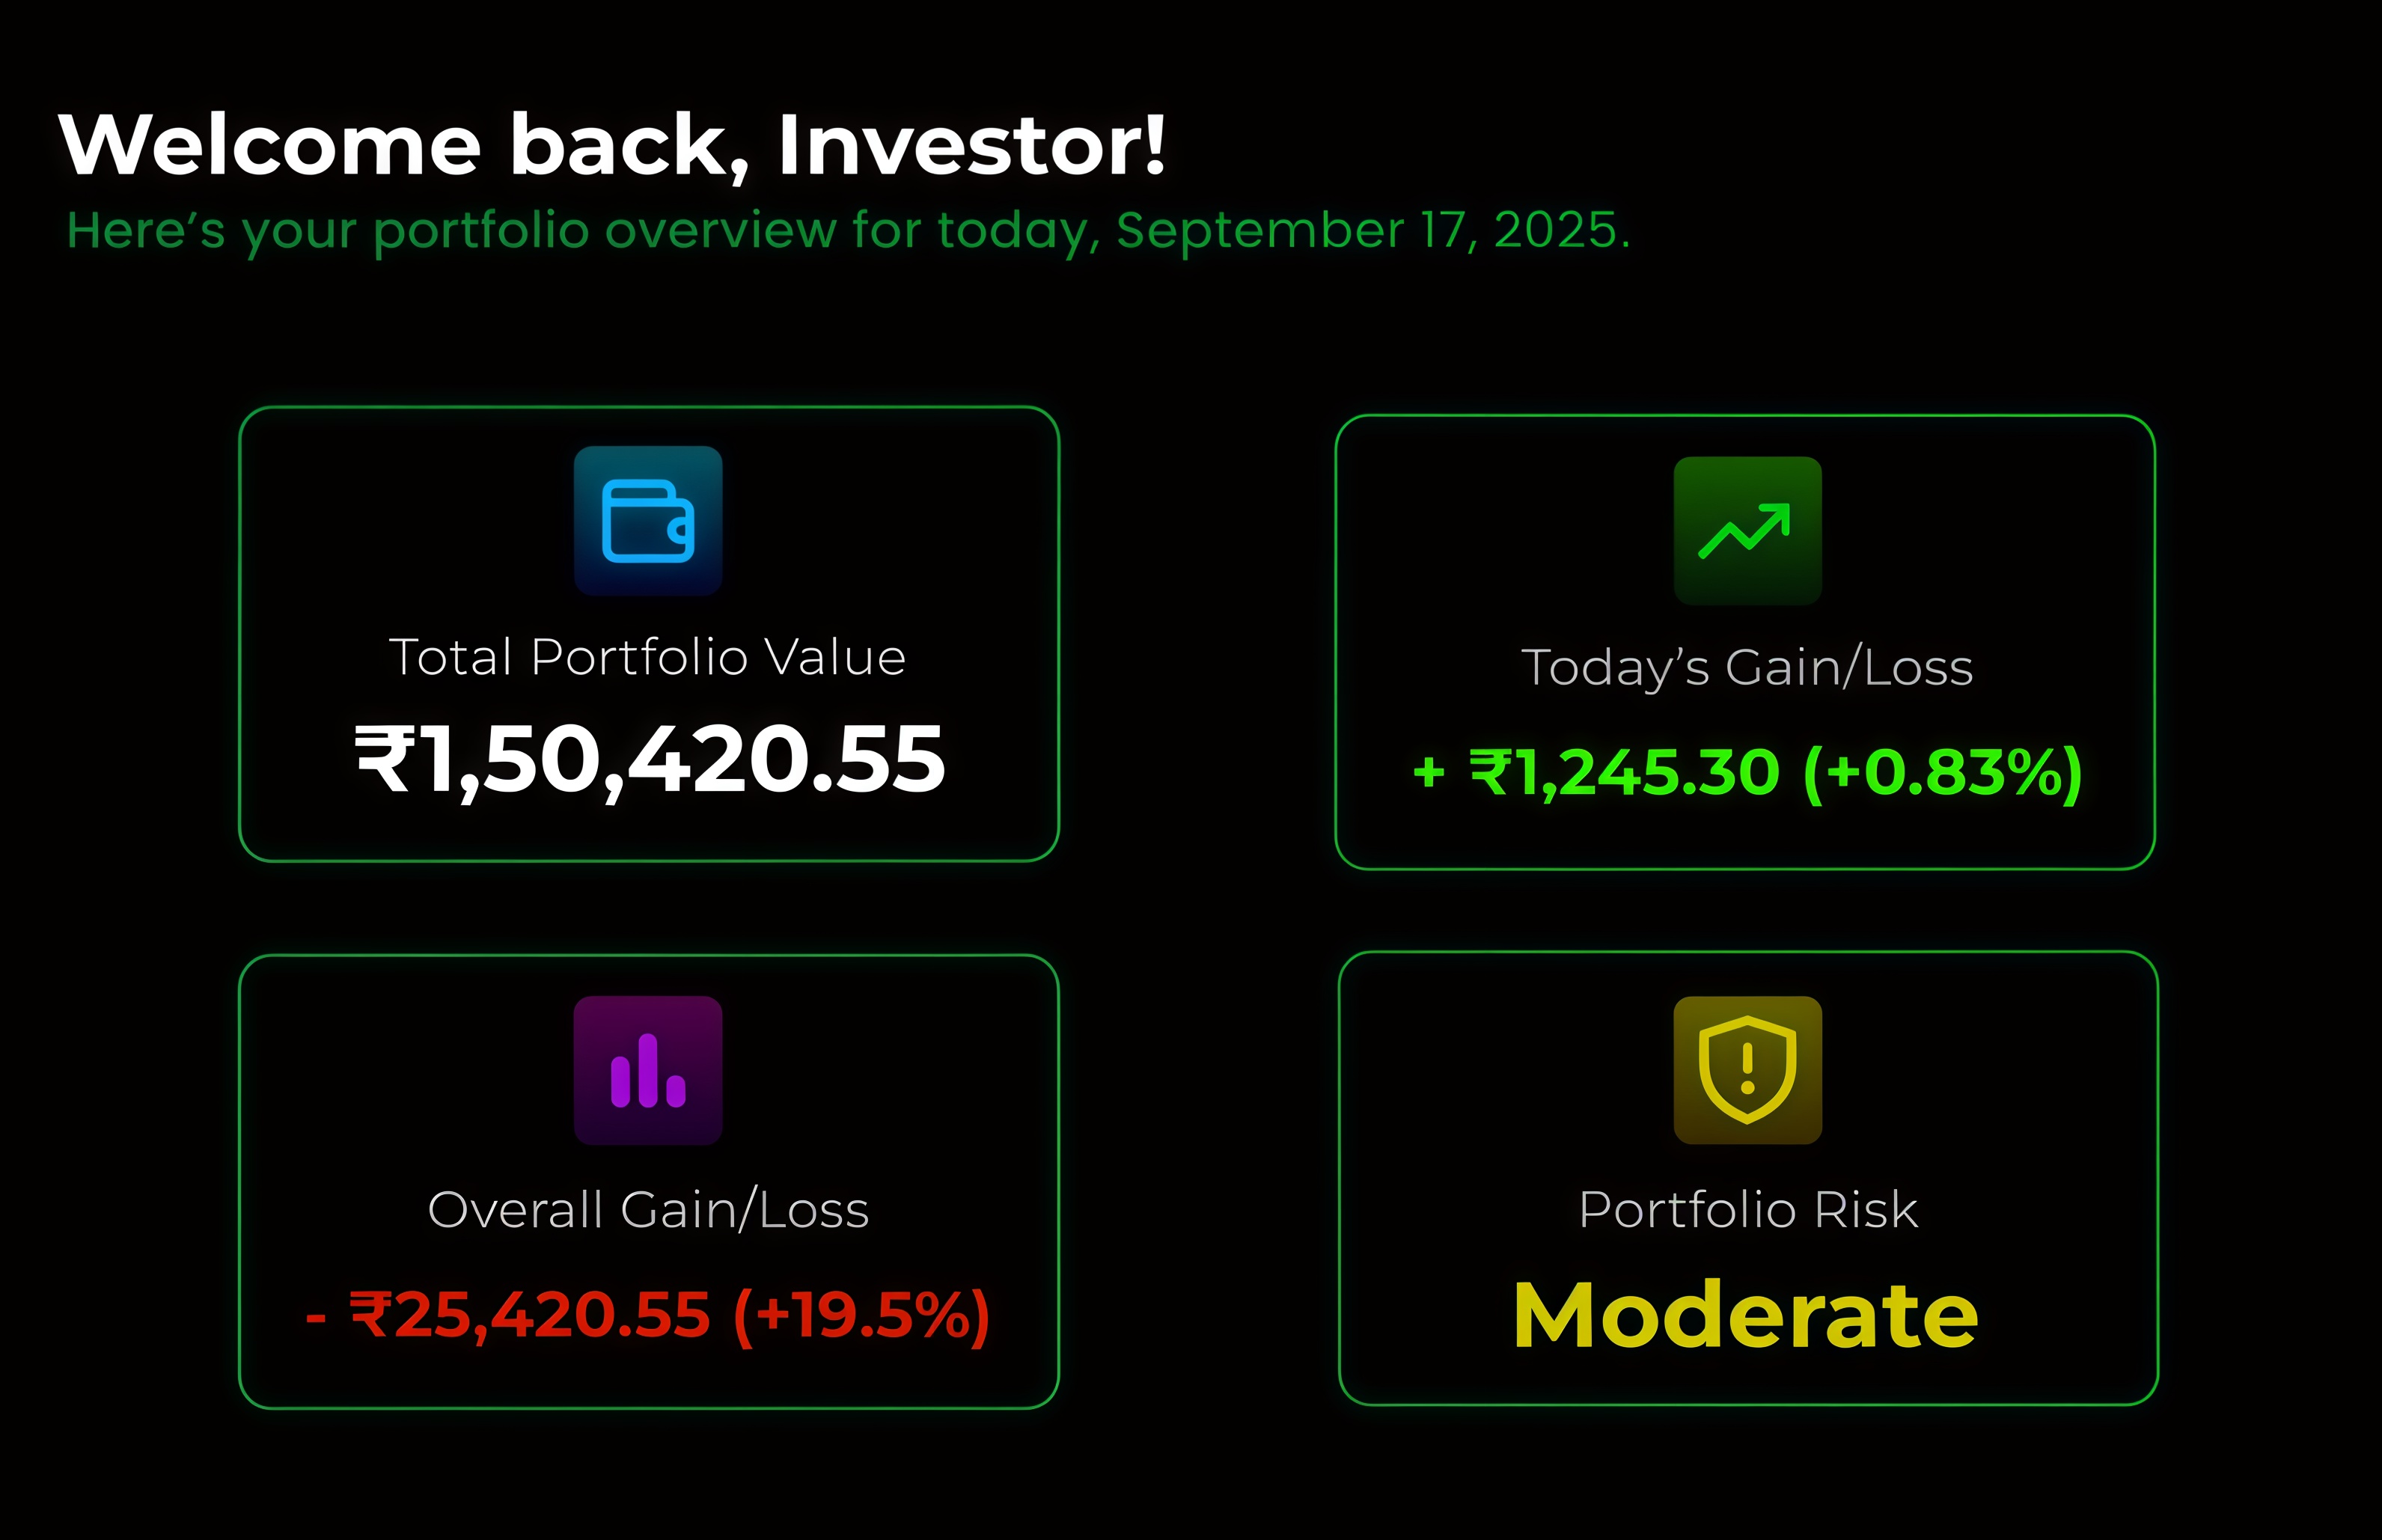 Welcome back, Investor!
Here’s your portfolio overview for today, September 17, 2025.
Total Portfolio Value
₹1,50,420.55
Today’s Gain/Loss
+ ₹1,245.30 (+0.83%)
Overall Gain/Loss
- ₹25,420.55 (+19.5%)
Portfolio Risk
Moderate